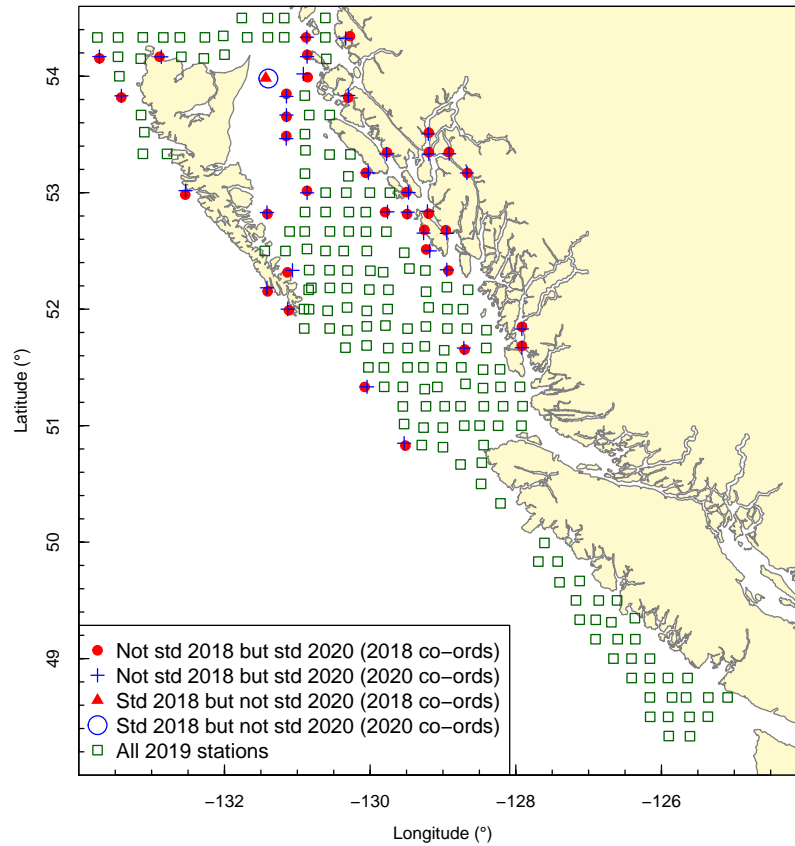 54
53
52
51
50
49
Latitude (°)
Not std 2018 but std 2020 (2018 co−ords)
Not std 2018 but std 2020 (2020 co−ords)
Std 2018 but not std 2020 (2018 co−ords)
Std 2018 but not std 2020 (2020 co−ords)
All 2019 stations
−132 −130 −128 −126
Longitude (°)